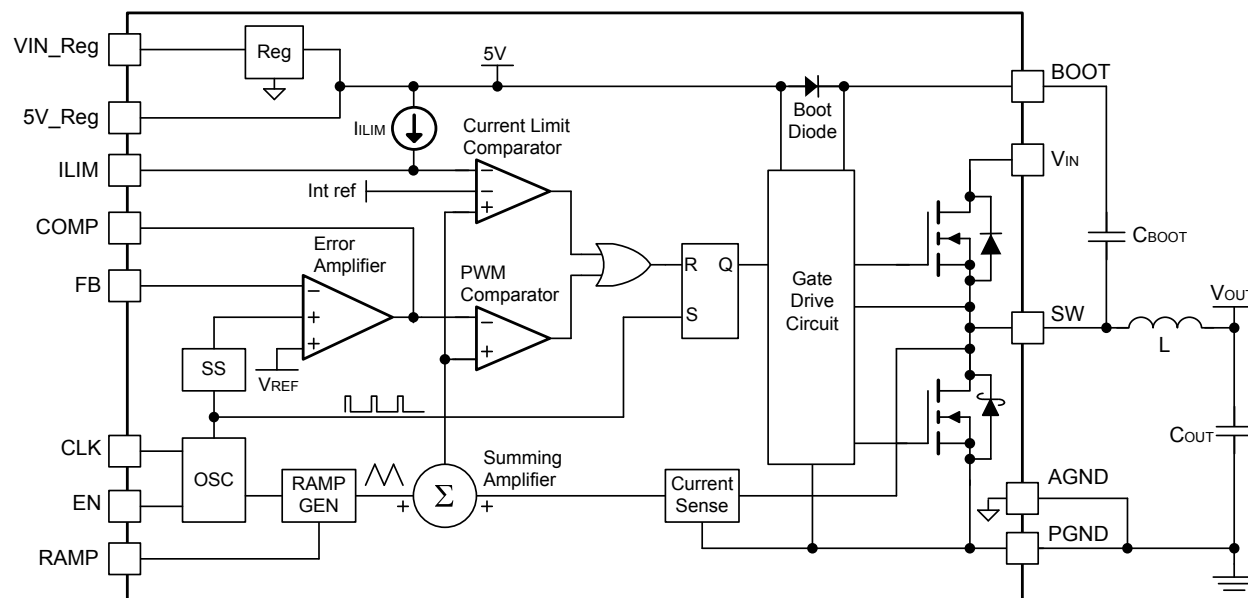 VIN_Reg
Reg
5V
BOOT
Boot
Diode
5V_Reg
IILIM
Current Limit
Comparator
VIN
ILIM
Int ref
−
−
+
COMP
CBOOT
Error
Amplifier
PWM
Comparator
R Q
S
Gate
Drive
Circuit
FB
−
+
+
−
+
SW
VOUT
L
SS
VREF
CLK
OSC
EN
RAMP
GEN
+
Σ
+
Summing
Amplifier
Current
Sense
COUT
AGND
RAMP
PGND